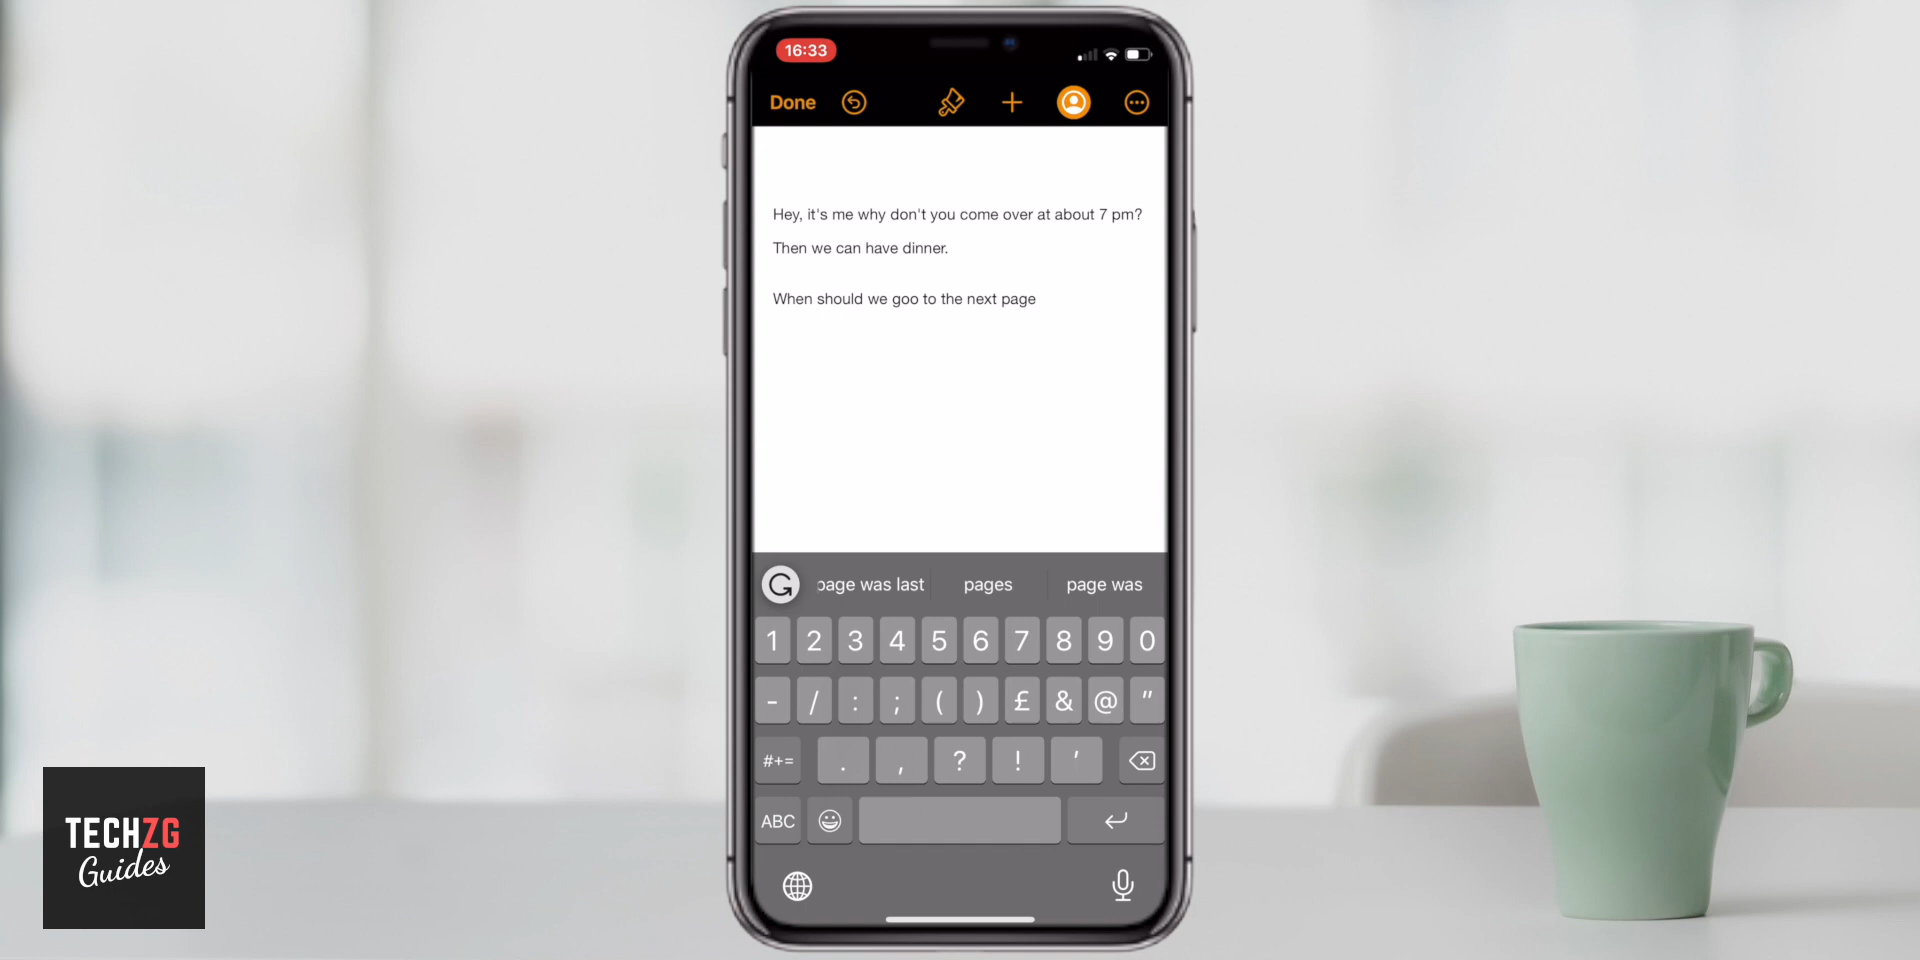 16:33
Done
Hey, it's me why don't you come over at about 7 pm?
Then we can have dinner.
When should we goo to the next page
page was last pages page was
1 2 3 4 5 6 7 8 9 0
- / : ; ( ) £ & @ "
#+= . , ? ! '
ABC
TECHZG
Guides